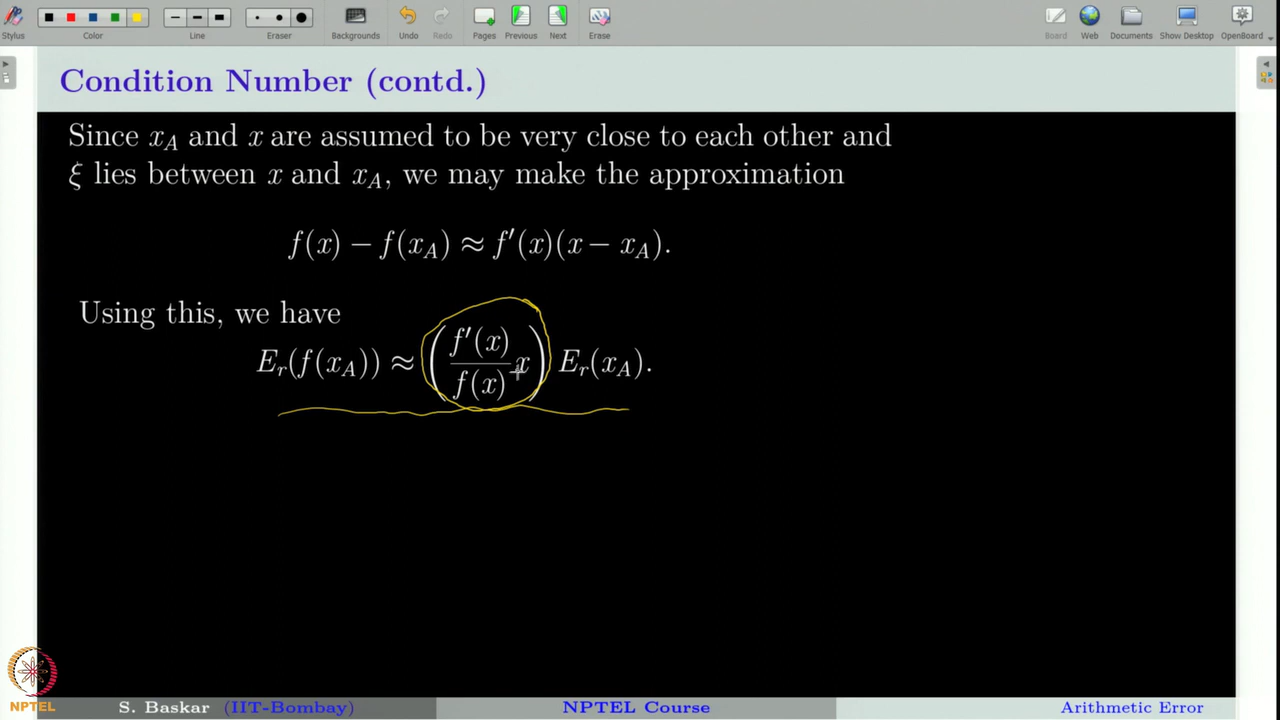 Stylus
Color
Line
Eraser
Backgrounds
Undo
Redo
Pages
Previous
Next
Erase
Board
Web
Documents
Show Desktop
OpenBoard
Condition Number (contd.)
Since x_A and x are assumed to be very close to each other and
ξ lies between x and x_A, we may make the approximation
f(x) − f(x_A) ≈ f′(x)(x − x_A).
Using this, we have
E_r(f(x_A)) ≈ (f′(x)/f(x) x) E_r(x_A).
NPTEL
S. Baskar (IIT-Bombay)
NPTEL Course
Arithmetic Error